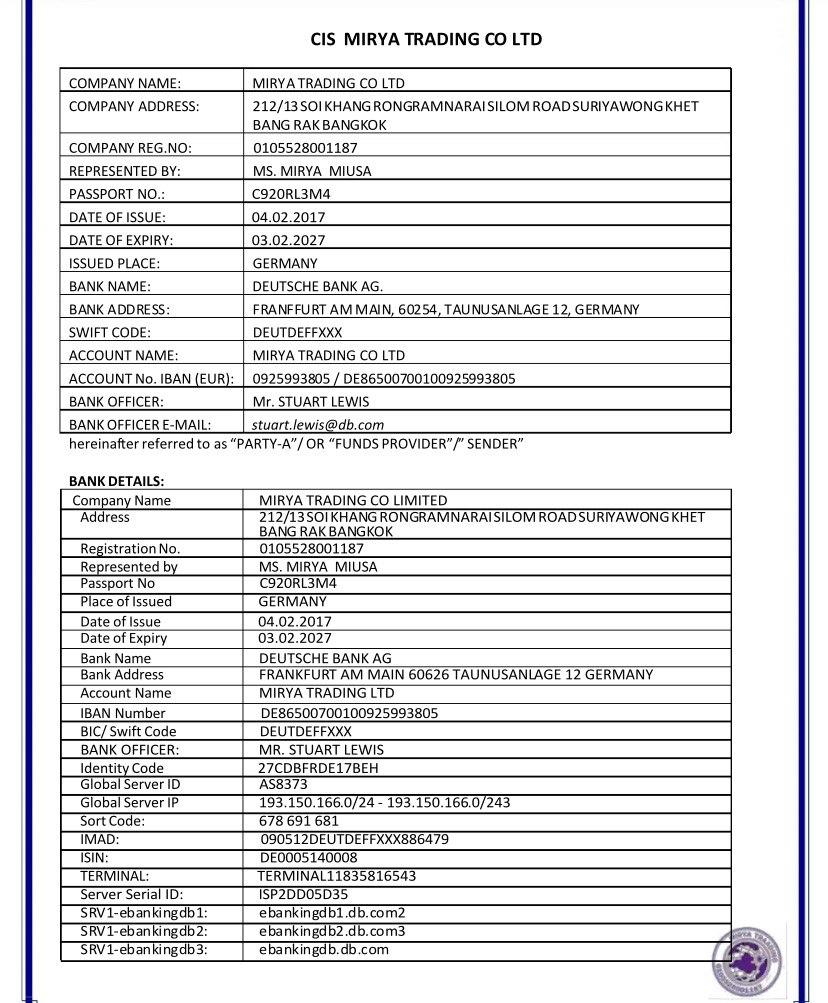 CIS MIRYA TRADING CO LTD
COMPANY NAME: MIRYA TRADING CO LTD
COMPANY ADDRESS: 212/13 SOI KHANG RONGRAMNARAI SILOM ROAD SURIYAWONG KHET
BANG RAK BANGKOK
COMPANY REG.NO: 0105528001187
REPRESENTED BY: MS. MIRYA MIUSA
PASSPORT NO.: C920RL3M4
DATE OF ISSUE: 04.02.2017
DATE OF EXPIRY: 03.02.2027
ISSUED PLACE: GERMANY
BANK NAME: DEUTSCHE BANK AG.
BANK ADDRESS: FRANFFURT AM MAIN, 60254, TAUNUSANLAGE 12, GERMANY
SWIFT CODE: DEUTDEFFXXX
ACCOUNT NAME: MIRYA TRADING CO LTD
ACCOUNT No. IBAN (EUR): 0925993805 / DE86500700100925993805
BANK OFFICER: Mr. STUART LEWIS
BANK OFFICER E-MAIL: stuart.lewis@db.com
hereinafter referred to as “PARTY-A”/ OR “FUNDS PROVIDER”/” SENDER”
BANK DETAILS:
Company Name MIRYA TRADING CO LIMITED
Address 212/13 SOI KHANG RONGRAMNARAI SILOM ROAD SURIYAWONG KHET
BANG RAK BANGKOK
Registration No. 0105528001187
Represented by MS. MIRYA MIUSA
Passport No C920RL3M4
Place of Issued GERMANY
Date of Issue 04.02.2017
Date of Expiry 03.02.2027
Bank Name DEUTSCHE BANK AG
Bank Address FRANKFURT AM MAIN 60626 TAUNUSANLAGE 12 GERMANY
Account Name MIRYA TRADING LTD
IBAN Number DE86500700100925993805
BIC/ Swift Code DEUTDEFFXXX
BANK OFFICER: MR. STUART LEWIS
Identity Code 27CDBFRDE17BEH
Global Server ID AS8373
Global Server IP 193.150.166.0/24 - 193.150.166.0/243
Sort Code: 678 691 681
IMAD: 090512DEUTDEFFXXX886479
ISIN: DE0005140008
TERMINAL: TERMINAL11835816543
Server Serial ID: ISP2DD05D35
SRV1-ebankingdb1: ebankingdb1.db.com2
SRV1-ebankingdb2: ebankingdb2.db.com3
SRV1-ebankingdb3: ebankingdb.db.com
MIRYA TRADING